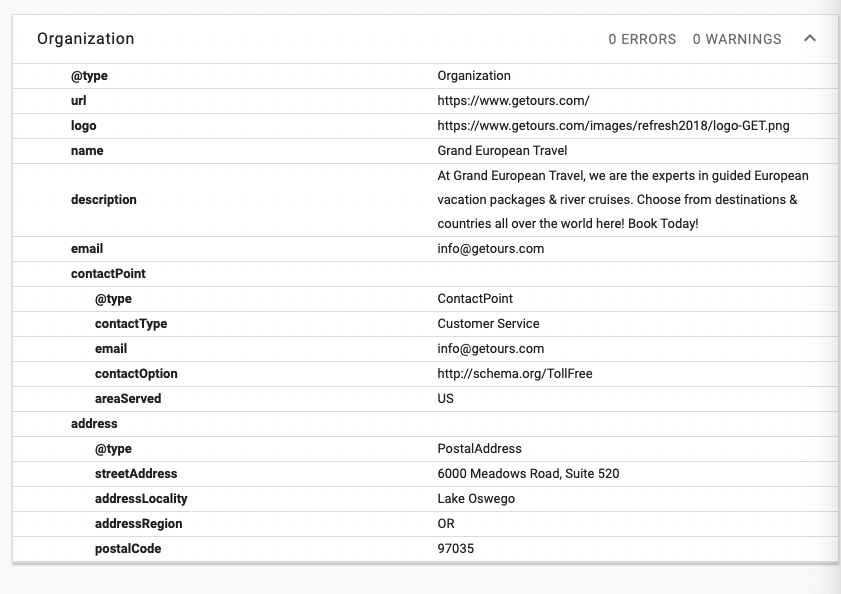 Organization 0 ERRORS 0 WARNINGS
@type Organization
url https://www.getours.com/
logo https://www.getours.com/images/refresh2018/logo-GET.png
name Grand European Travel
description At Grand European Travel, we are the experts in guided European
vacation packages & river cruises. Choose from destinations &
countries all over the world here! Book Today!
email info@getours.com
contactPoint
@type ContactPoint
contactType Customer Service
email info@getours.com
contactOption http://schema.org/TollFree
areaServed US
address
@type PostalAddress
streetAddress 6000 Meadows Road, Suite 520
addressLocality Lake Oswego
addressRegion OR
postalCode 97035